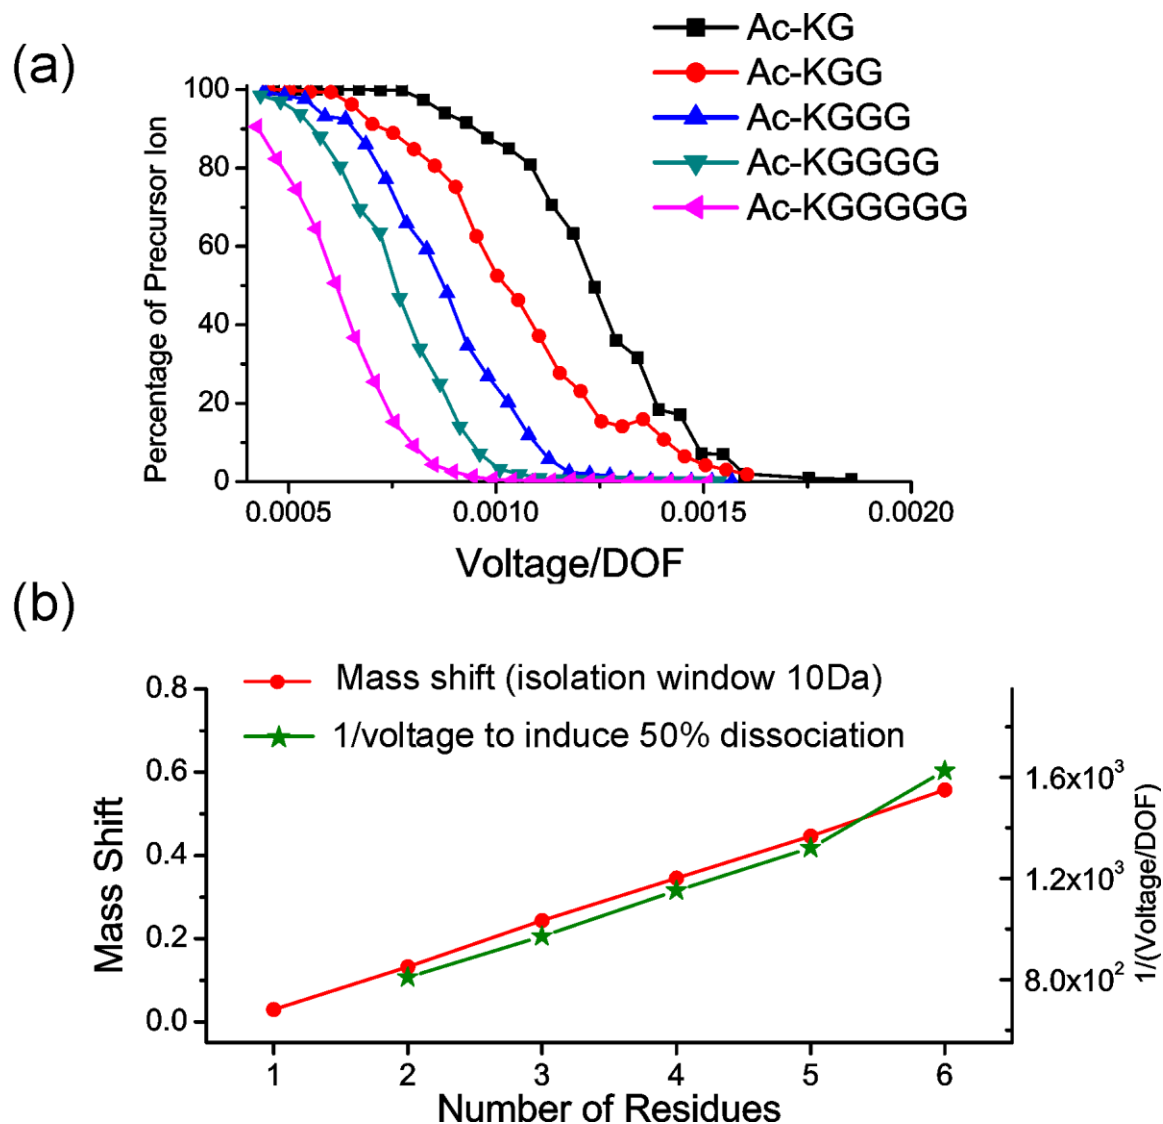 (a)
Ac-KG
Ac-KGG
Ac-KGGG
Ac-KGGGG
Ac-KGGGGG
Percentage of Precursor Ion
100
80
60
40
20
0
0.0005
0.0010
0.0015
0.0020
Voltage/DOF
(b)
Mass shift (isolation window 10Da)
1/voltage to induce 50% dissociation
Mass Shift
0.8
0.6
0.4
0.2
0.0
1.6x10³
1.2x10³
8.0x10²
1/(Voltage/DOF)
1
2
3
4
5
6
Number of Residues